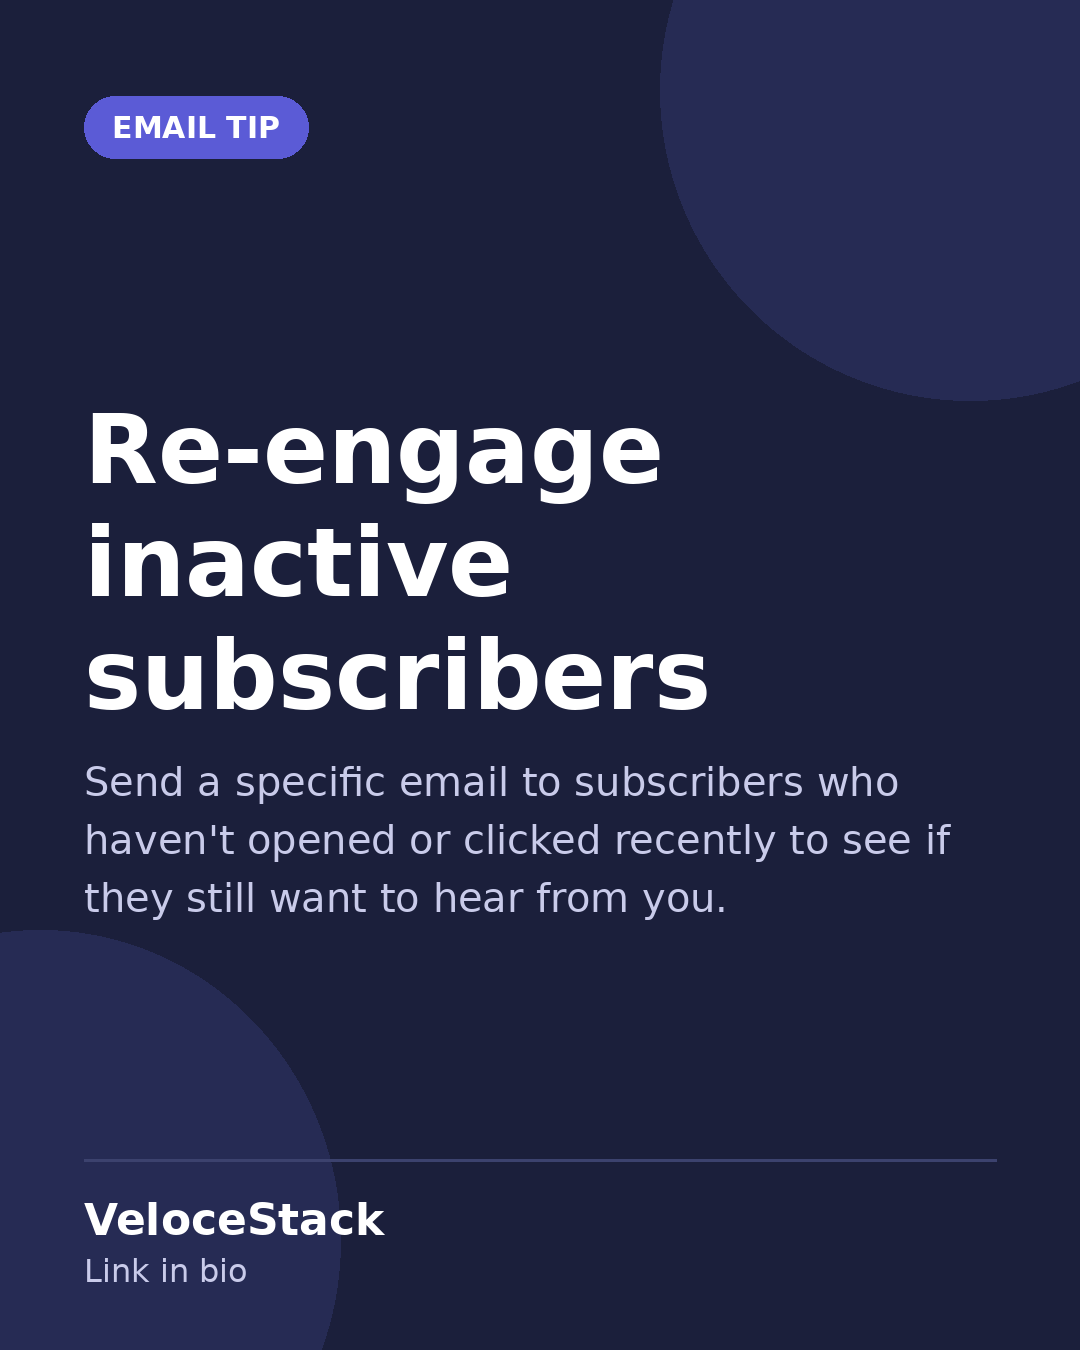 EMAIL TIP
Re-engage
inactive
subscribers
Send a specific email to subscribers who
haven't opened or clicked recently to see if
they still want to hear from you.
VeloceStack
Link in bio